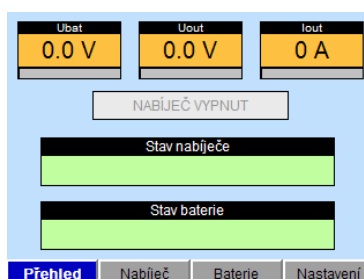 Ubat Uout Iout
0.0 V 0.0 V 0 A
NABÍJEČ VYPNUT
Stav nabíječe
Stav baterie
Přehled Nabíječ Baterie Nastavení